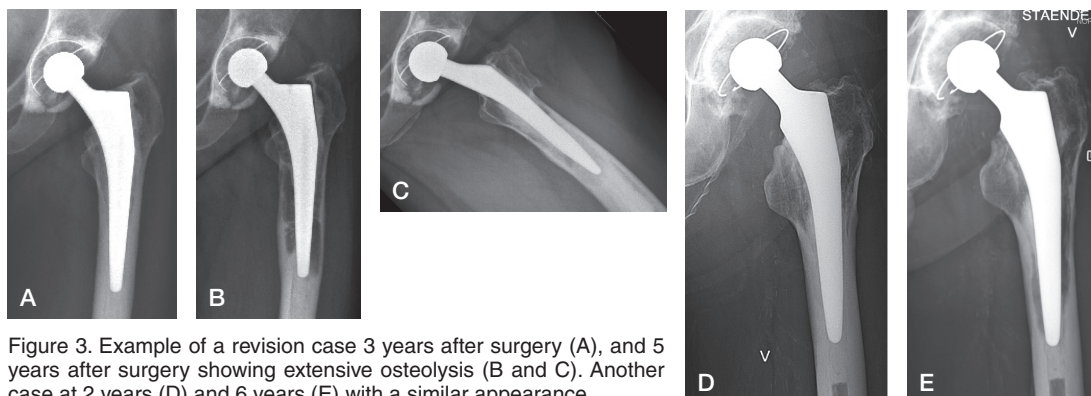 STAENDE
V
C
A
B
V
D
E
Figure 3. Example of a revision case 3 years after surgery (A), and 5
years after surgery showing extensive osteolysis (B and C). Another
case at 2 years (D) and 6 years (E) with a similar appearance.